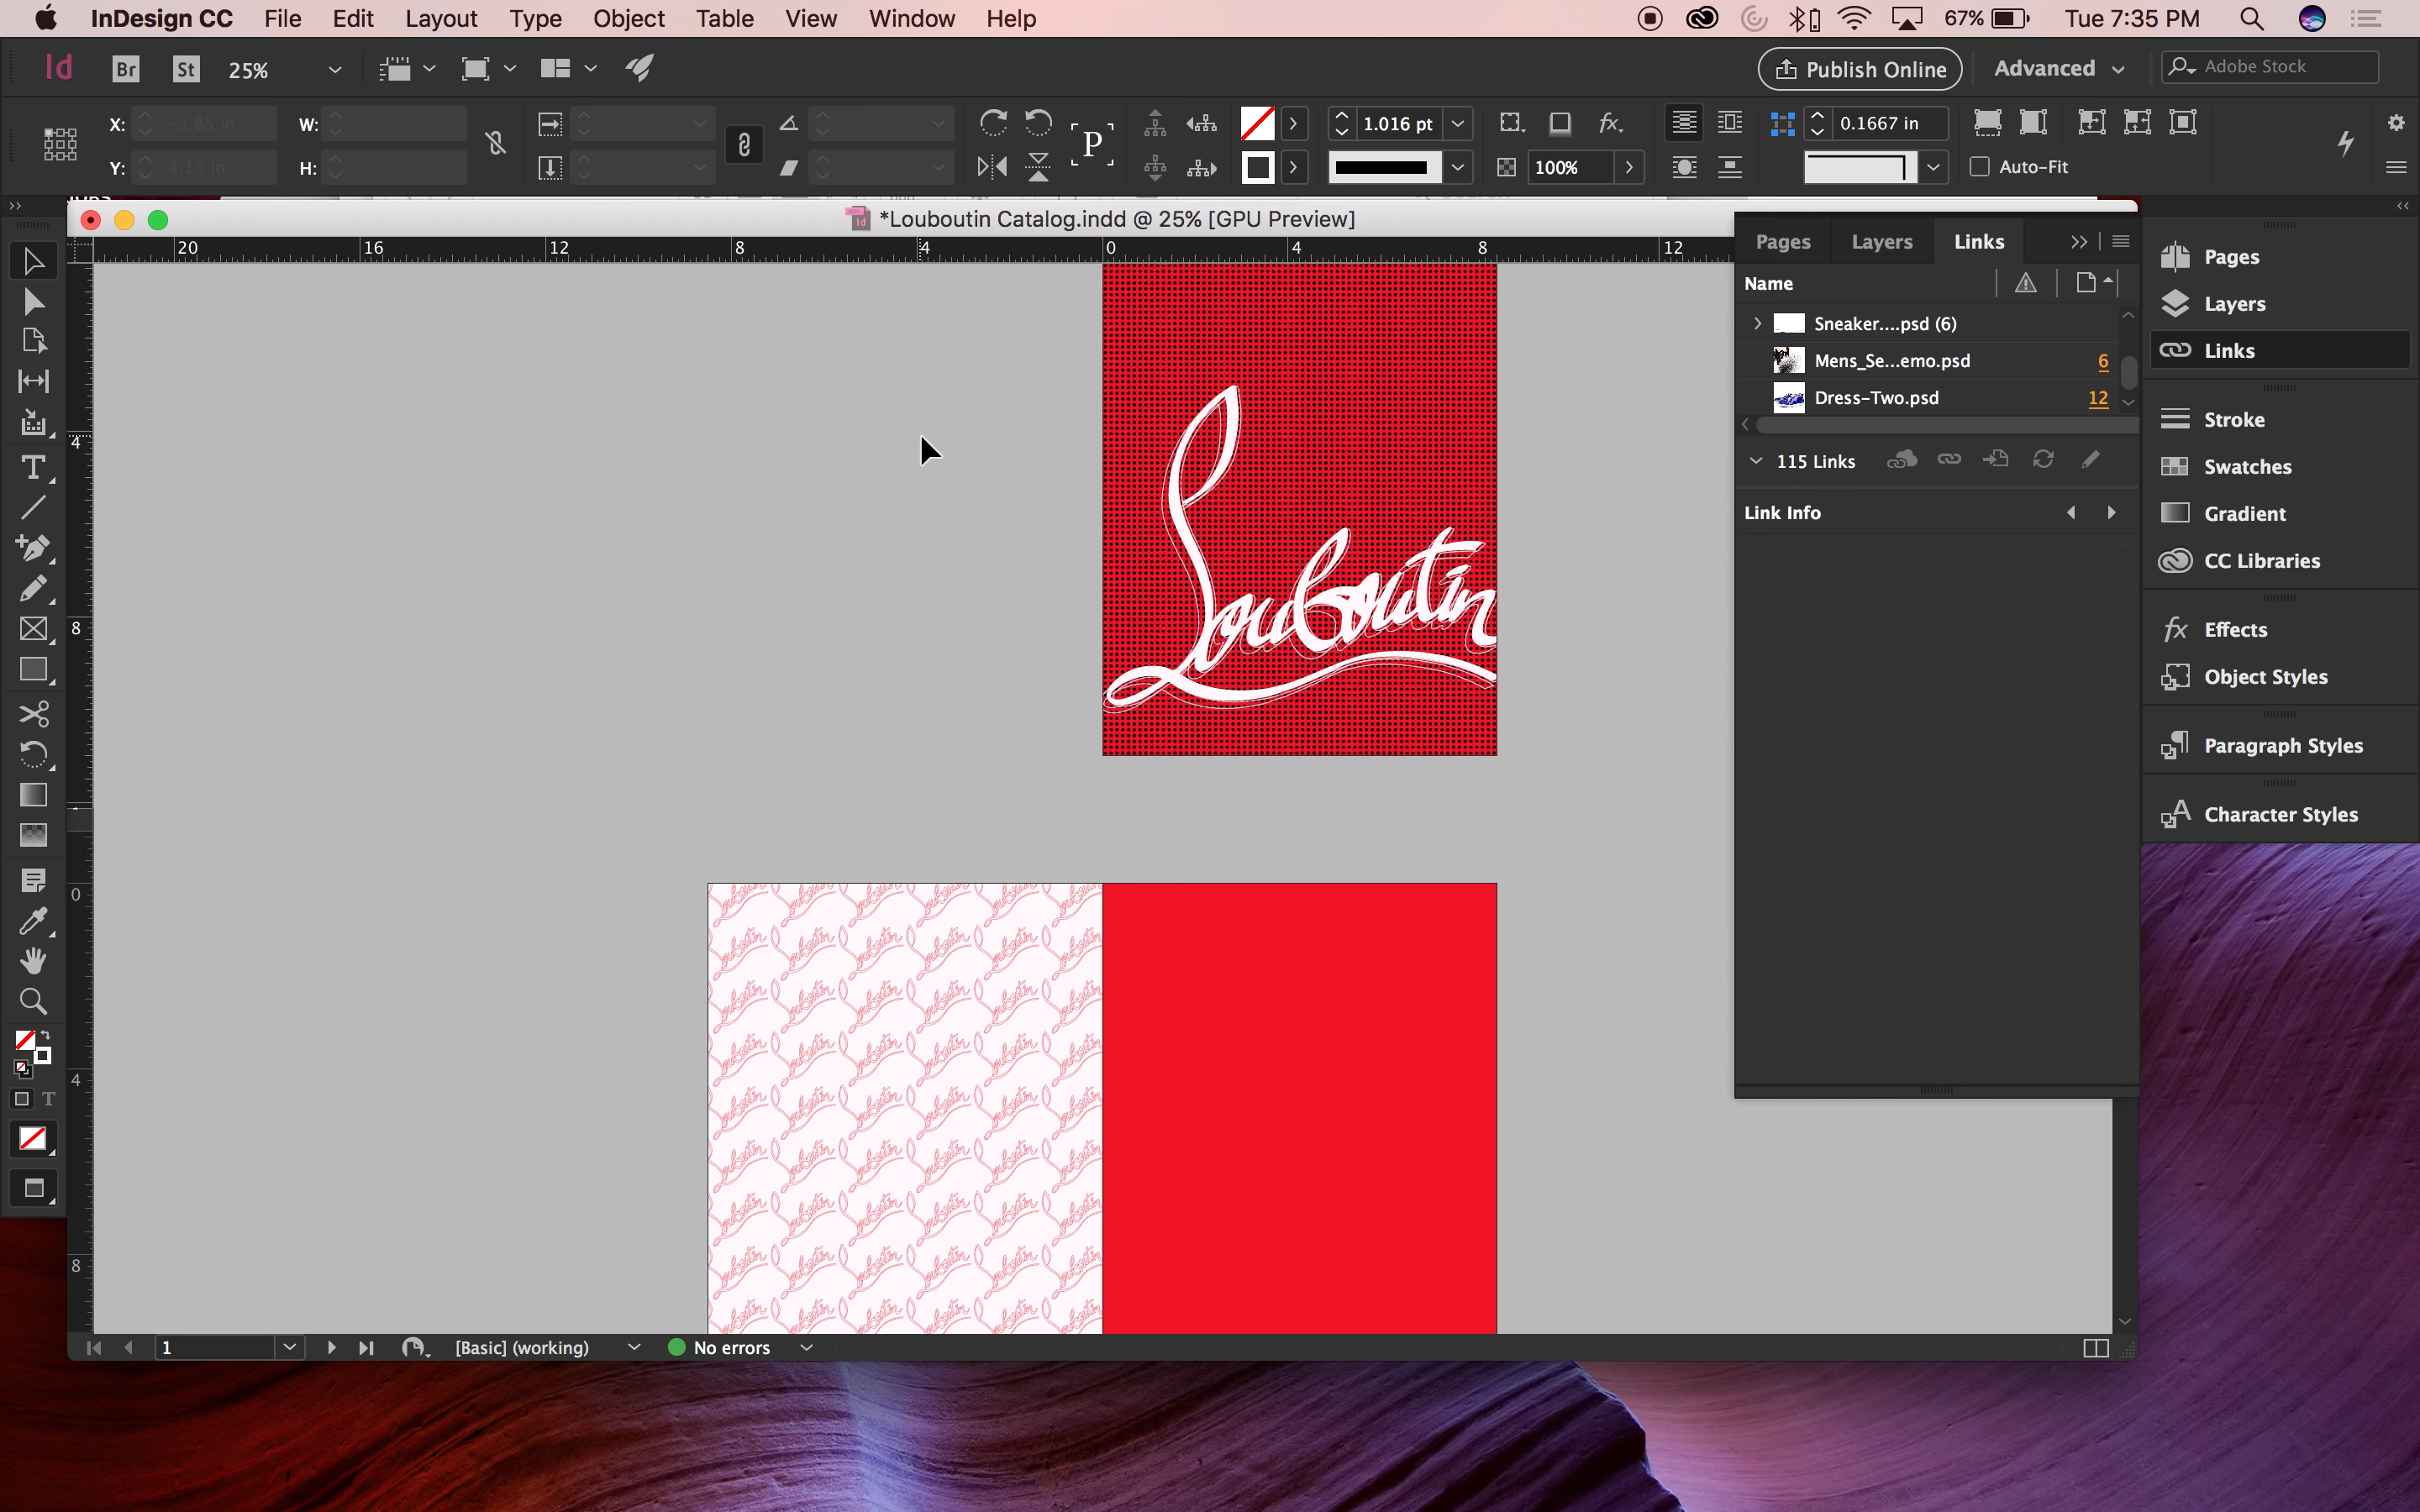 InDesign CC File Edit Layout Type Object Table View Window Help 67% Tue 7:35 PM
Id Br St 25% Publish Online Advanced Adobe Stock
X: -3.85 in W: 1.016 pt fx. 0.1667 in
P
Y: 4.15 in H: 100% Auto-Fit
*Louboutin Catalog.indd @ 25% [GPU Preview]
20 16 12 8 4 0 4 8 12
Pages Layers Links
Name
Sneaker....psd (6)
Mens_Se...emo.psd 6
Dress-Two.psd 12
115 Links
Link Info
Pages
Layers
Links
Stroke
Swatches
Gradient
CC Libraries
fx Effects
Object Styles
Paragraph Styles
Character Styles
4
8
0
4
8
T
T
Louboutin
1 [Basic] (working) No errors